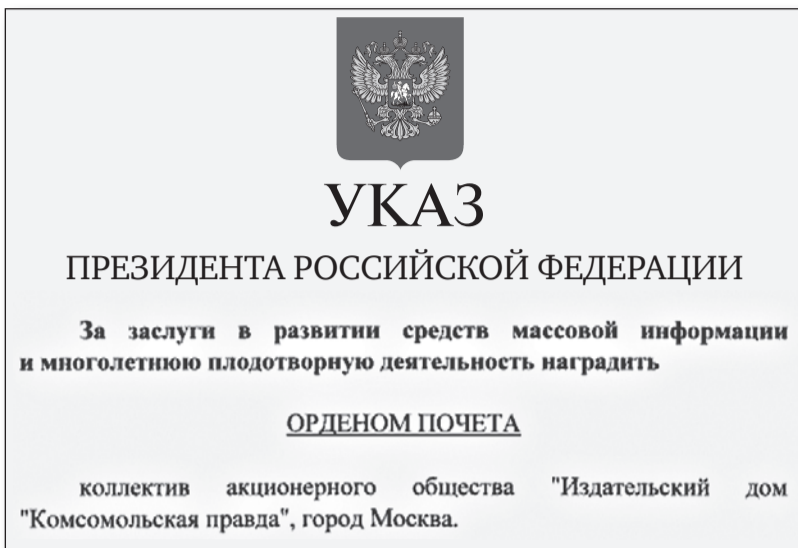 УКАЗ
ПРЕЗИДЕНТА РОССИЙСКОЙ ФЕДЕРАЦИИ
За заслуги в развитии средств массовой информации
и многолетнюю плодотворную деятельность наградить
ОРДЕНОМ ПОЧЕТА
коллектив акционерного общества "Издательский дом
"Комсомольская правда", город Москва.